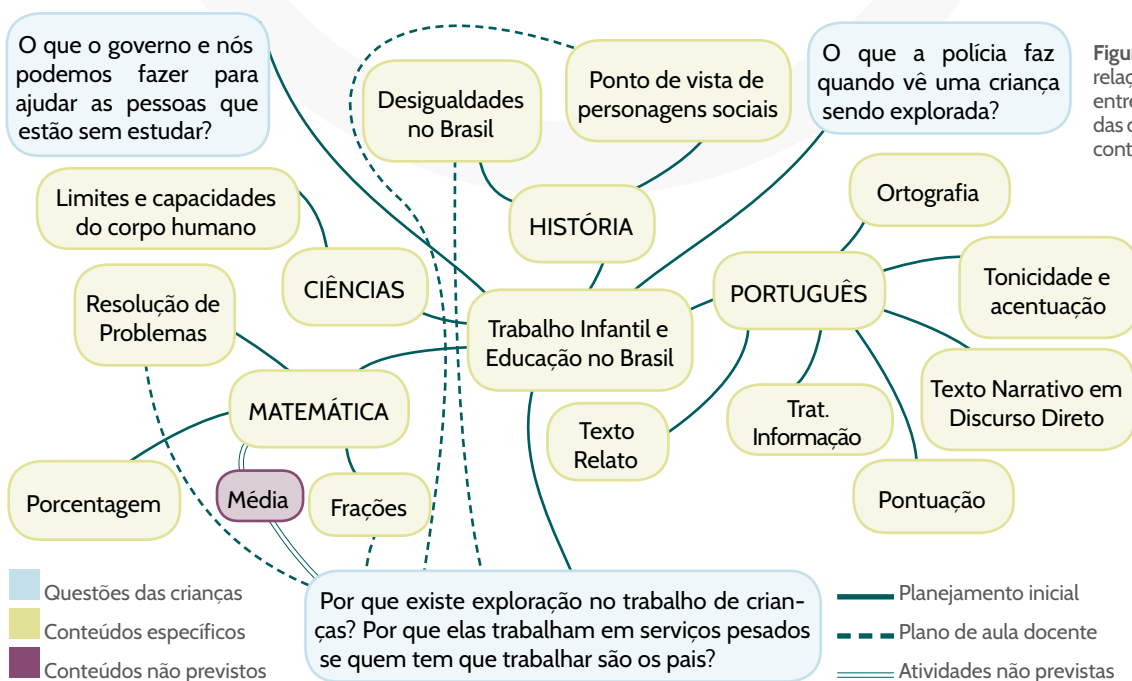 O que o governo e nós
podemos fazer para
ajudar as pessoas que
estão sem estudar?
Desigualdades
no Brasil
Ponto de vista de
personagens sociais
O que a polícia faz
quando vê uma criança
sendo explorada?
Figur
relaç
entre
das c
cont
Limites e capacidades
do corpo humano
HISTÓRIA
Ortografia
CIÊNCIAS
PORTUGUÊS
Tonicidade e
acentuação
Resolução de
Problemas
Trabalho Infantil e
Educação no Brasil
MATEMÁTICA
Texto
Relato
Trat.
Informação
Texto Narrativo em
Discurso Direto
Porcentagem
Média
Frações
Pontuação
Por que existe exploração no trabalho de crian-
ças? Por que elas trabalham em serviços pesados
se quem tem que trabalhar são os pais?
Questões das crianças
Conteúdos específicos
Conteúdos não previstos
Planejamento inicial
Plano de aula docente
Atividades não previstas